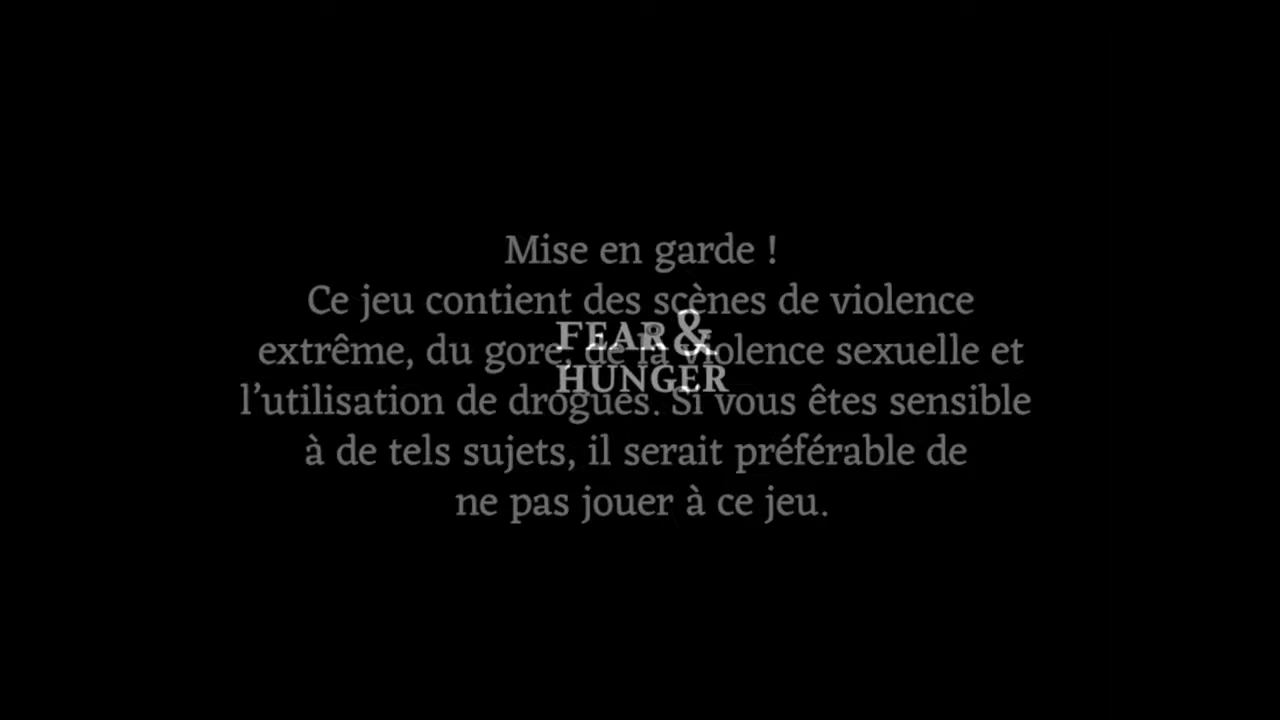 Mise en garde !
Ce jeu contient des scènes de violence
extrême, du gore, de la violence sexuelle et
l’utilisation de drogues. Si vous êtes sensible
à de tels sujets, il serait préférable de
ne pas jouer à ce jeu.
FEAR &
HUNGER